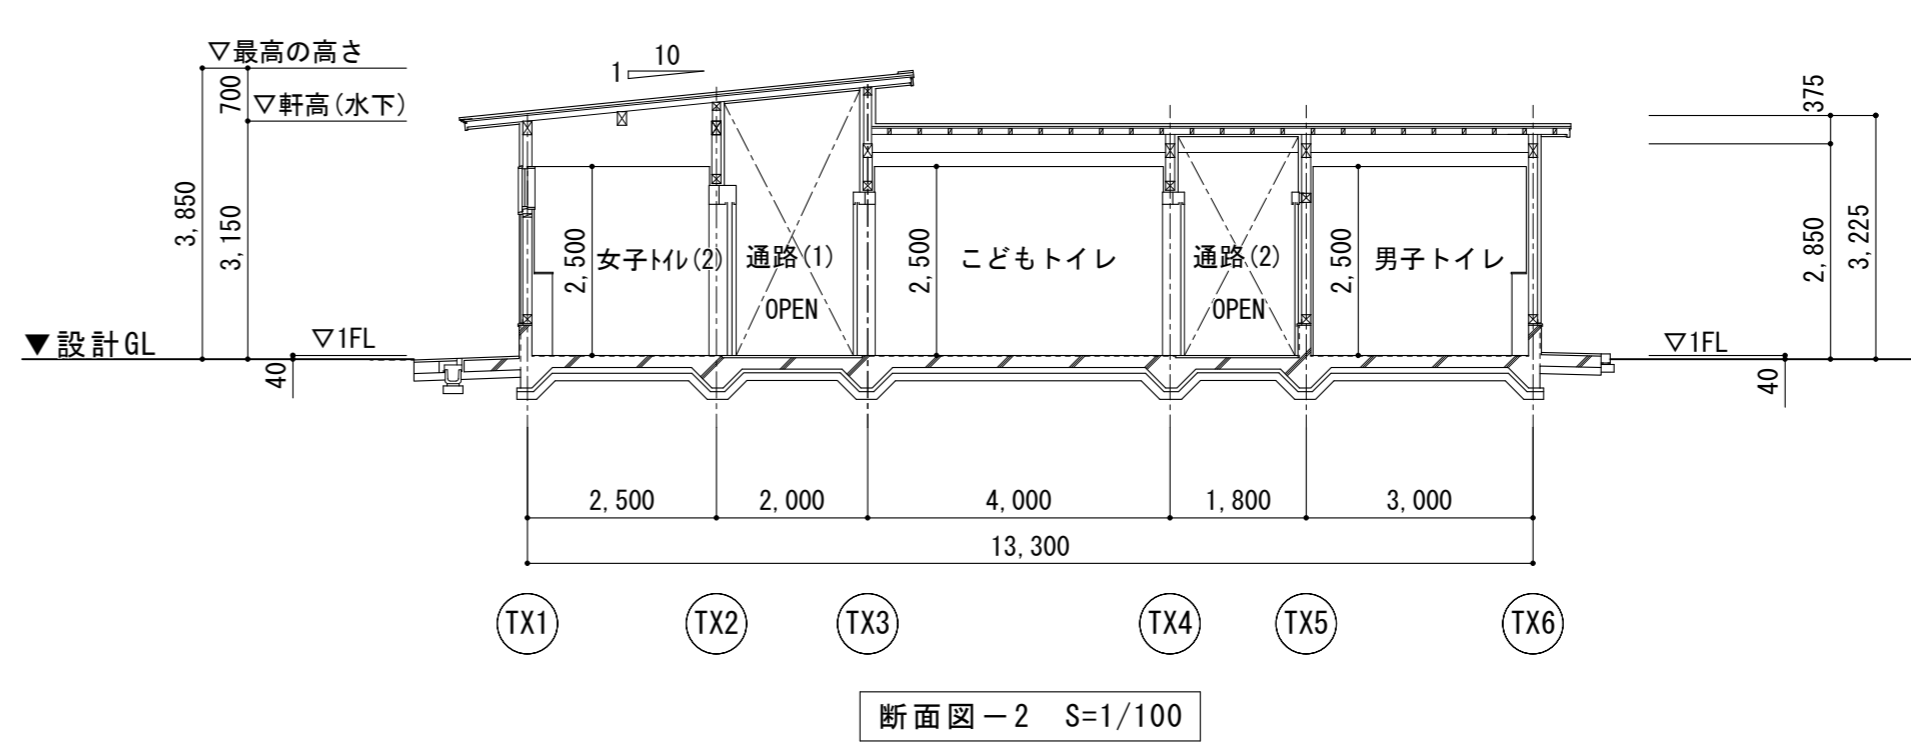 ▽最高の高さ
10
1
700
▽軒高(水下)
375
3,850
3,150
2,500
女子ﾄｲﾚ(2)
通路(1)
OPEN
2,500
こどもトイレ
通路(2)
OPEN
2,500
男子トイレ
2,850
3,225
▼設計GL
▽1FL
▽1FL
40
40
2,500
2,000
4,000
1,800
3,000
13,300
TX1
TX2
TX3
TX4
TX5
TX6
断面図－2 S=1/100